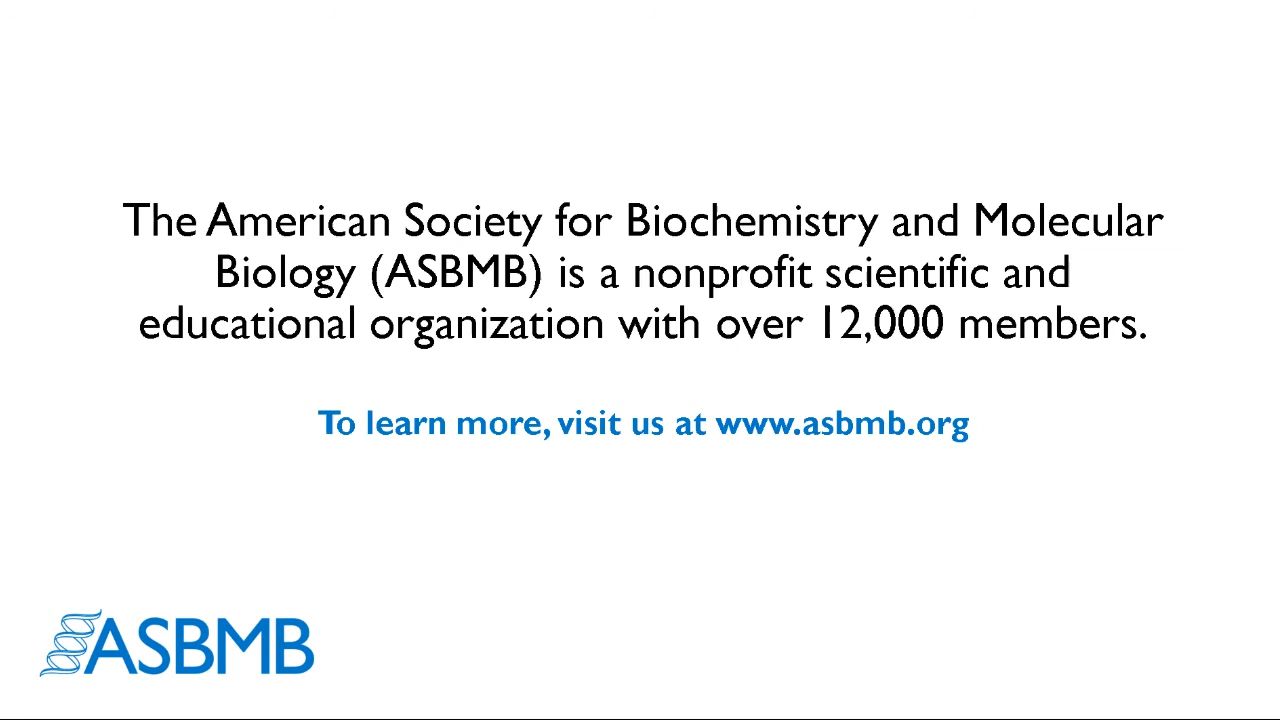 The American Society for Biochemistry and Molecular
Biology (ASBMB) is a nonprofit scientific and
educational organization with over 12,000 members.
To learn more, visit us at www.asbmb.org
ASBMB